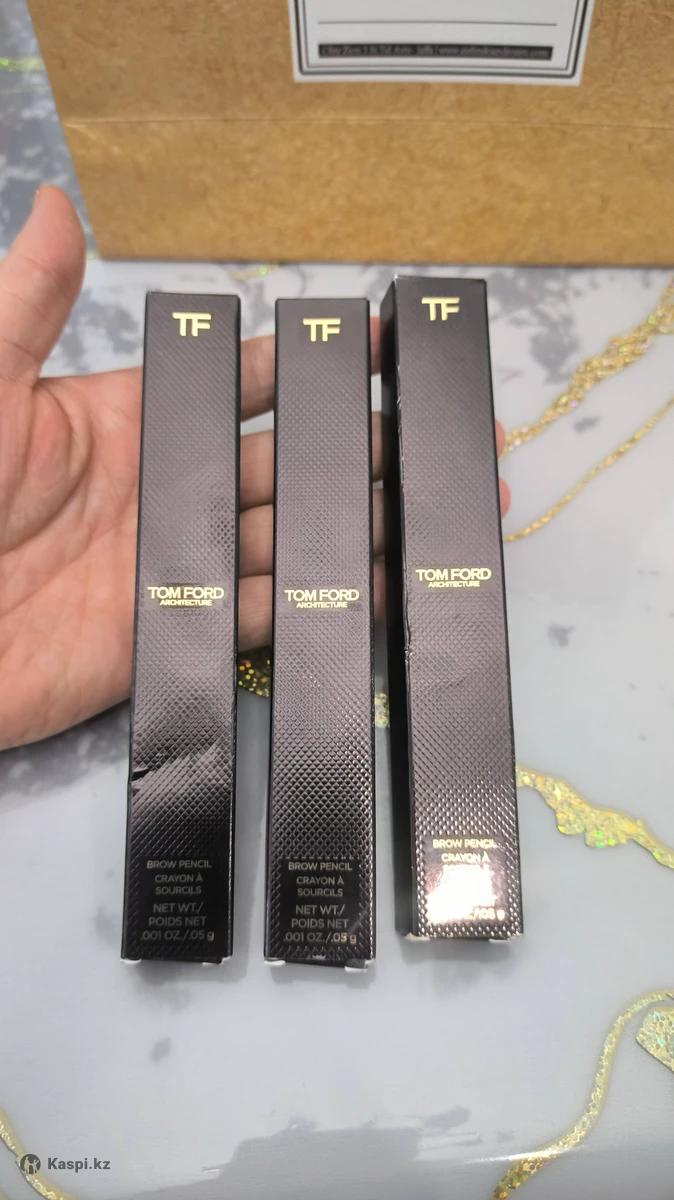 TF
TOM FORD
ARCHITECTURE
BROW PENCIL
CRAYON À
SOURCILS
NET WT./
POIDS NET
.001 OZ./.05 g
TF
TOM FORD
ARCHITECTURE
BROW PENCIL
CRAYON À
SOURCILS
NET WT./
POIDS NET
.001 OZ./.05 g
TF
TOM FORD
ARCHITECTURE
BROW PENCIL
CRAYON À
Kaspi.kz